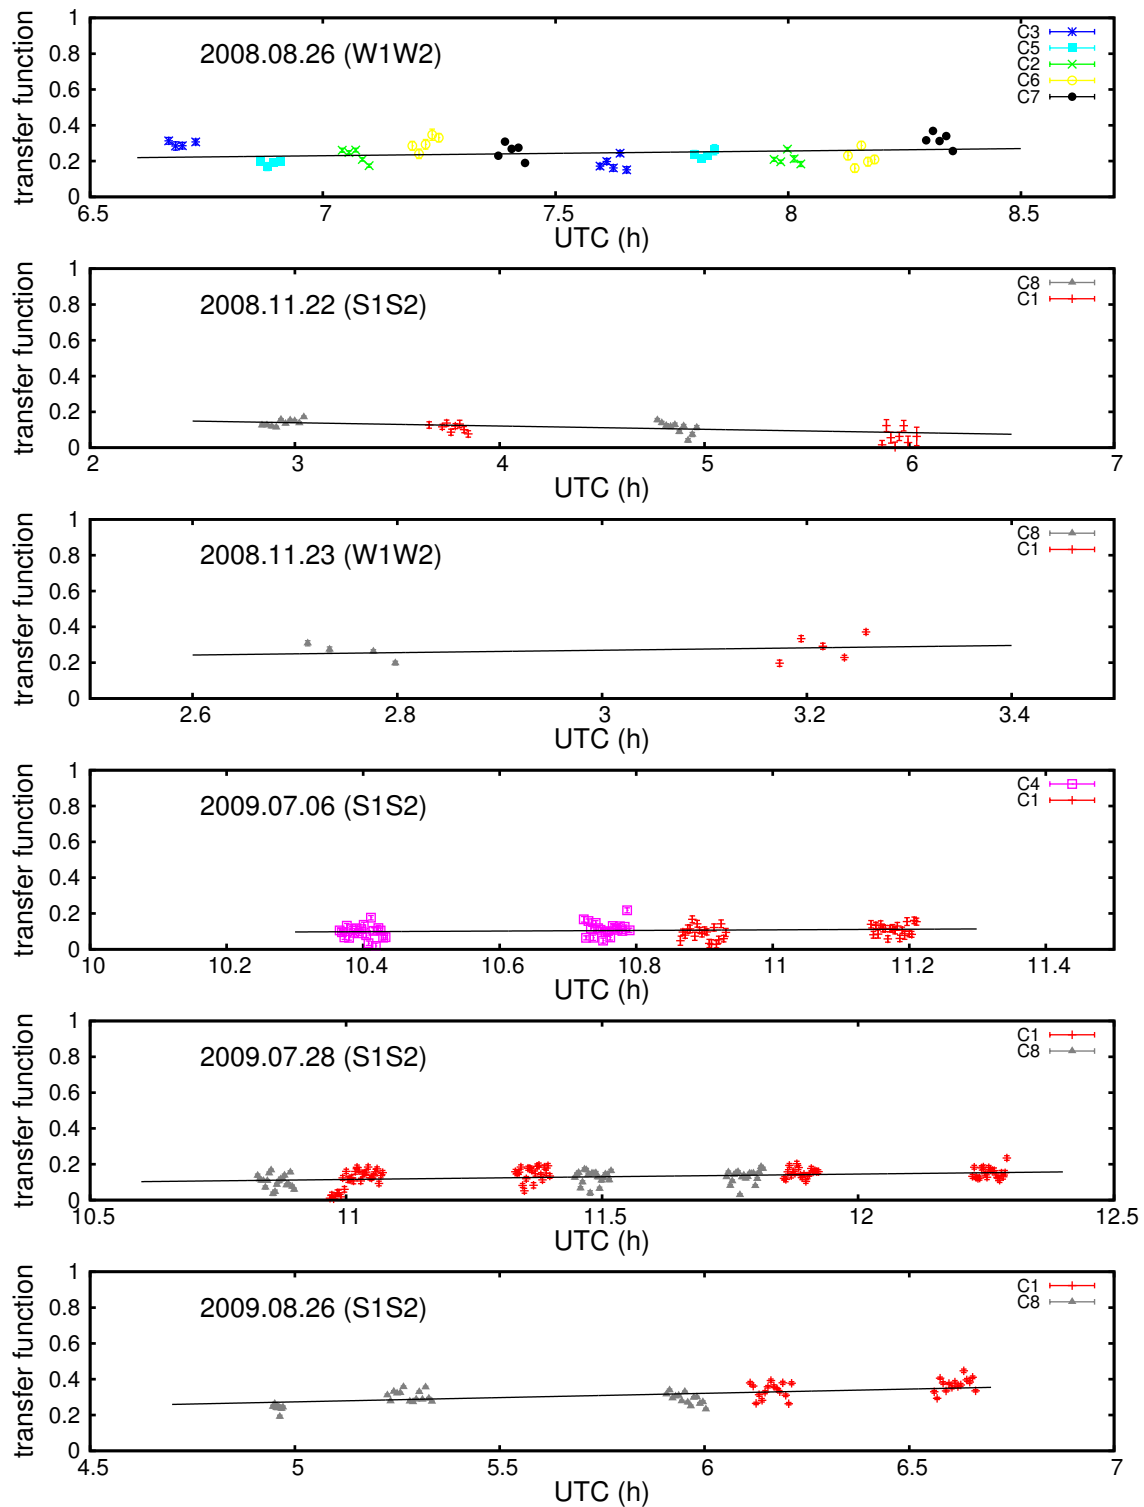 transfer function
1
0.8
0.6
0.4
0.2
0
2008.08.26 (W1W2)
C3
C5
C2
C6
C7
6.5 7 7.5 8 8.5
UTC (h)
transfer function
1
0.8
0.6
0.4
0.2
0
2008.11.22 (S1S2)
C8
C1
2 3 4 5 6 7
UTC (h)
transfer function
1
0.8
0.6
0.4
0.2
0
2008.11.23 (W1W2)
C8
C1
2.6 2.8 3 3.2 3.4
UTC (h)
transfer function
1
0.8
0.6
0.4
0.2
0
2009.07.06 (S1S2)
C4
C1
10 10.2 10.4 10.6 10.8 11 11.2 11.4
UTC (h)
transfer function
1
0.8
0.6
0.4
0.2
0
2009.07.28 (S1S2)
C1
C8
10.5 11 11.5 12 12.5
UTC (h)
transfer function
1
0.8
0.6
0.4
0.2
0
2009.08.26 (S1S2)
C1
C8
4.5 5 5.5 6 6.5 7
UTC (h)